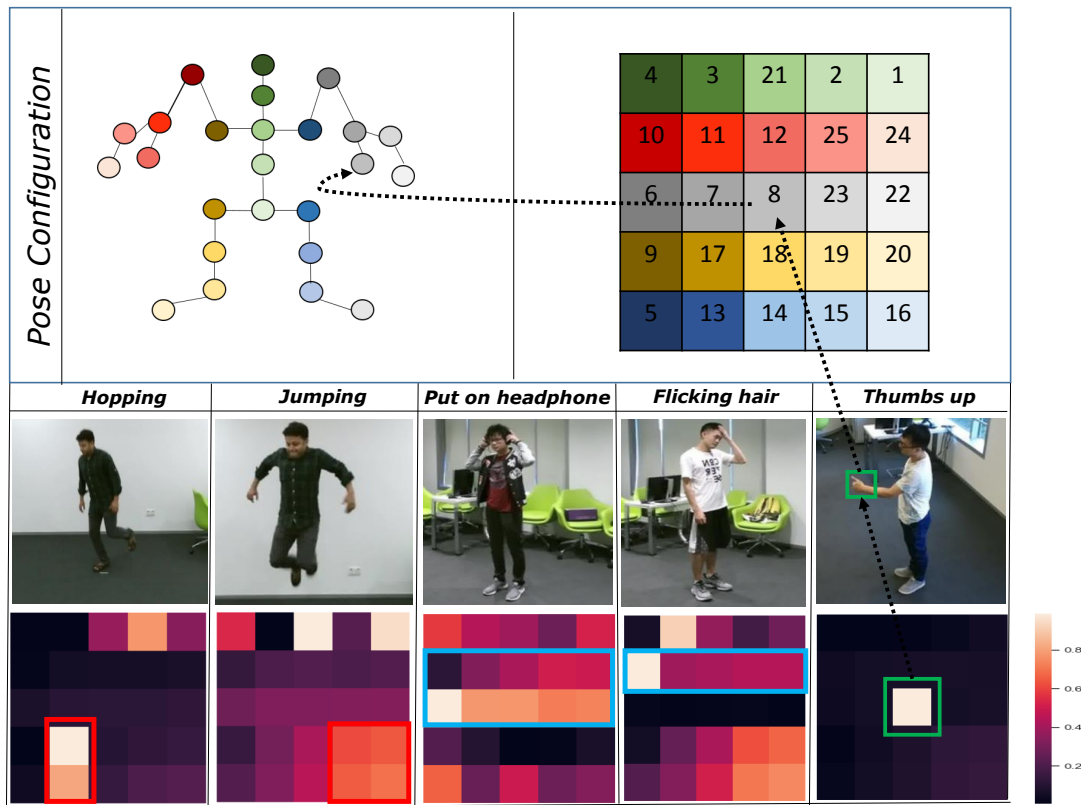 Pose Configuration
4 3 21 2 1
10 11 12 25 24
6 7 8 23 22
9 17 18 19 20
5 13 14 15 16
Hopping Jumping Put on headphone Flicking hair Thumbs up
0.8
0.6
0.4
0.2